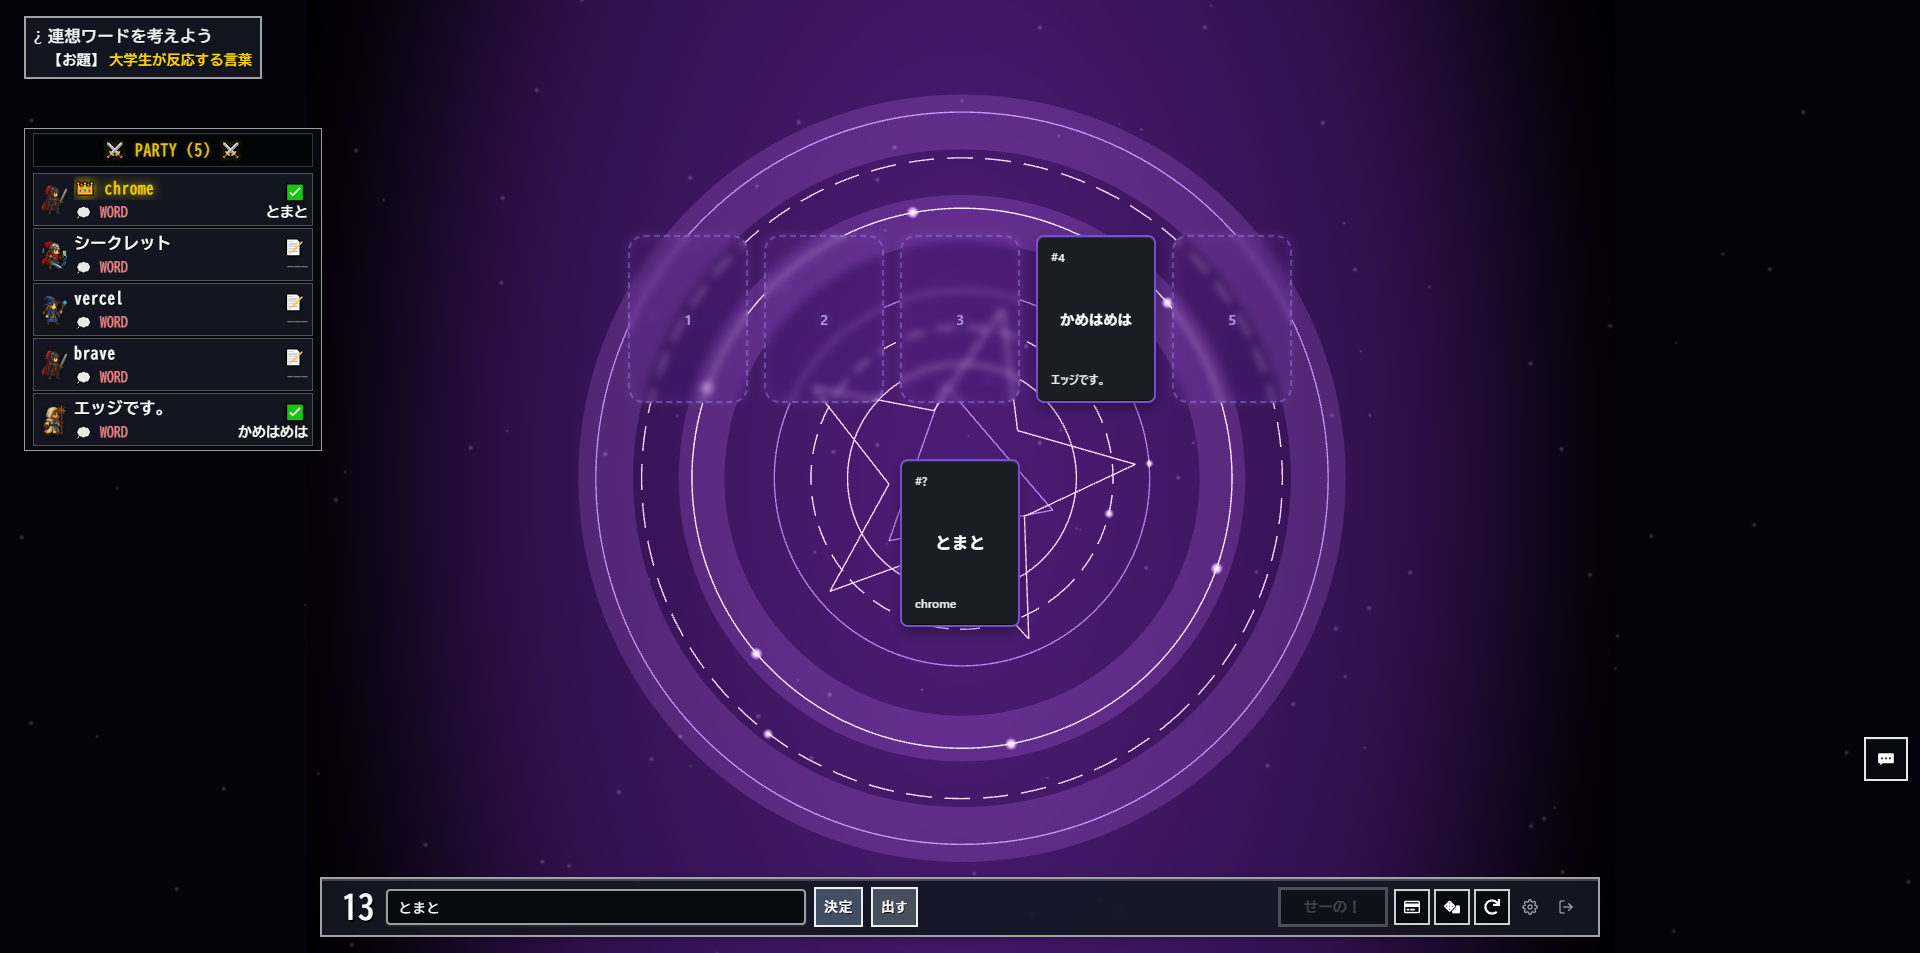 ¿ 連想ワードを考えよう
【お題】 大学生が反応する言葉
PARTY (5)
chrome
WORD
とまと
シークレット
WORD
———
vercel
WORD
———
brave
WORD
———
エッジです。
WORD
かめはめは
1
2
3
#4
かめはめは
エッジです。
5
#?
とまと
chrome
13
とまと
決定
出す
せーの！